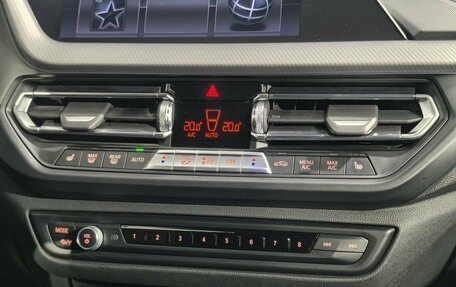 20.0 20.0
A/C AUTO
MAX REAR AUTO MENU A/C MAX A/C
MODE VOL 1 2 3 4 5 6 7 8